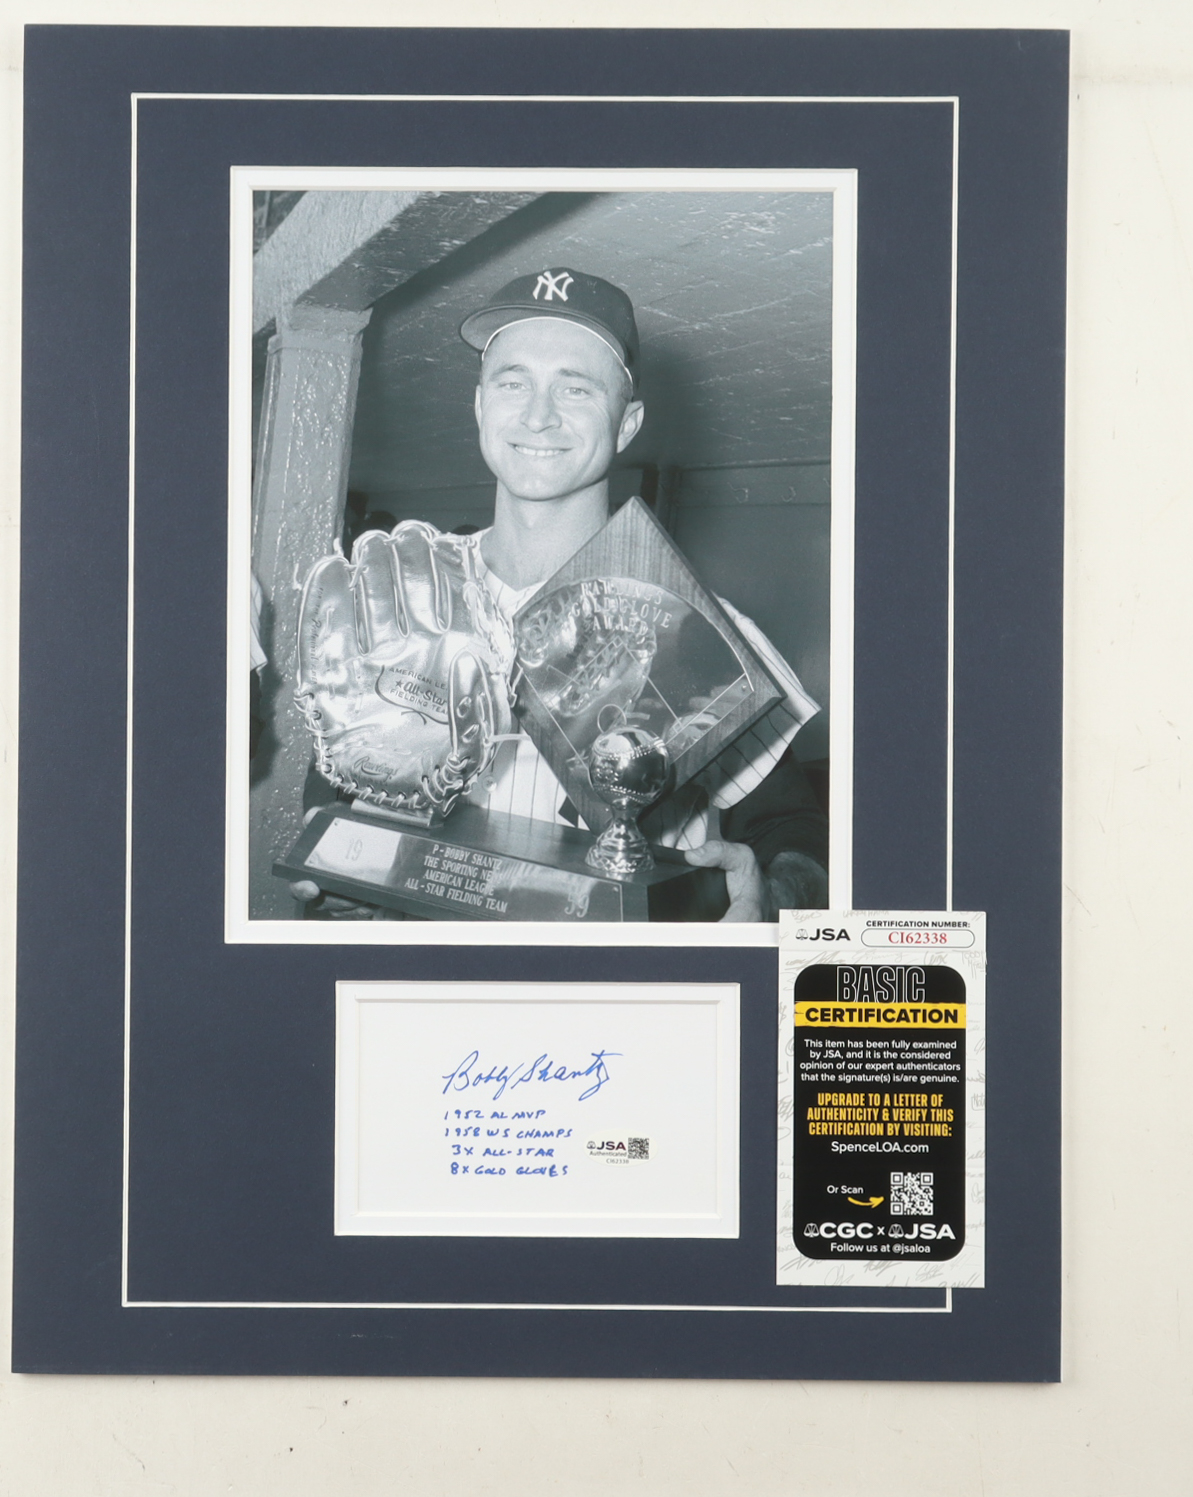 NY
RAWLINGS
GOLD GLOVE
AWARD
AMERICAN LE
★All-Star
FIELDING TEAM
Rawlings
19
P-BOBBY SHANTZ
THE SPORTING NEWS
AMERICAN LEAGUE
ALL-STAR FIELDING TEAM
59
JSA
CERTIFICATION NUMBER:
CI62338
BASIC
CERTIFICATION
This item has been fully examined
by JSA, and it is the considered
opinion of our expert authenticators
that the signature(s) is/are genuine.
UPGRADE TO A LETTER OF
AUTHENTICITY & VERIFY THIS
CERTIFICATION BY VISITING:
SpenceLOA.com
Or Scan
CGC x JSA
Follow us at @jsaloa
Bobby Shantz
1952 AL MVP
1958 WS CHAMPS
3X ALL-STAR
8X GOLD GLOVES
JSA
Authenticated
CI62338